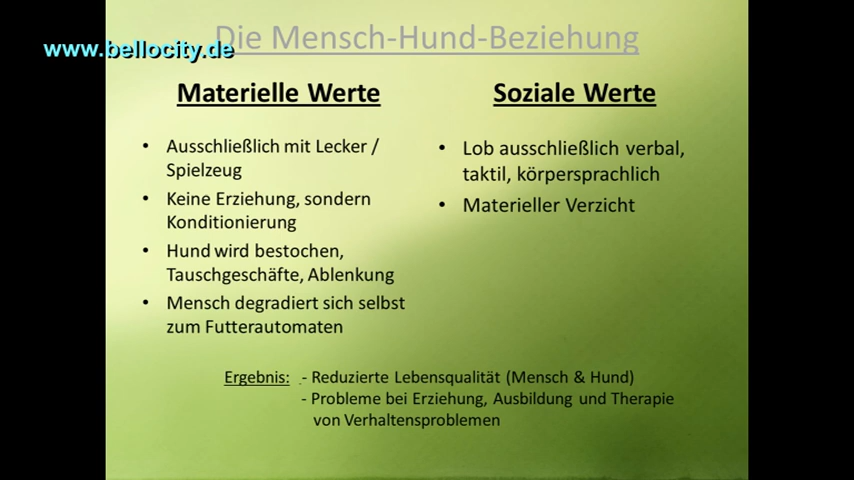 Die Mensch-Hund-Beziehung
www.bellocity.de
Materielle Werte
• Ausschließlich mit Lecker /
Spielzeug
• Keine Erziehung, sondern
Konditionierung
• Hund wird bestochen,
Tauschgeschäfte, Ablenkung
• Mensch degradiert sich selbst
zum Futterautomaten
Soziale Werte
• Lob ausschließlich verbal,
taktil, körpersprachlich
• Materieller Verzicht
Ergebnis: - Reduzierte Lebensqualität (Mensch & Hund)
- Probleme bei Erziehung, Ausbildung und Therapie
von Verhaltensproblemen